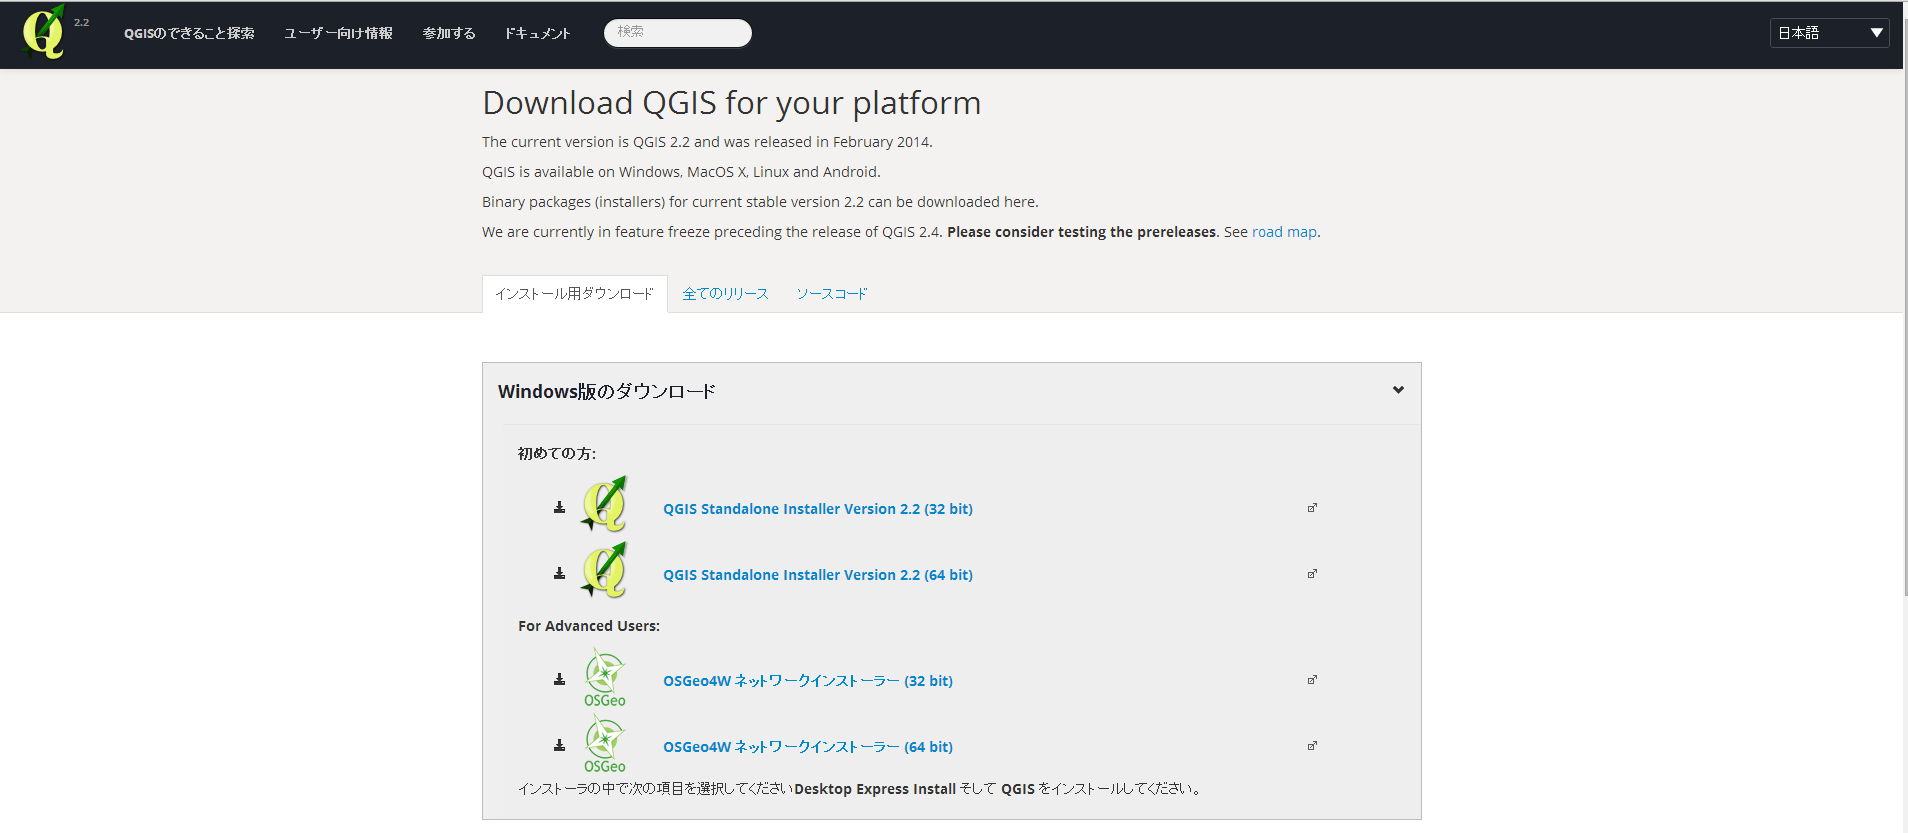 2.2
QGISのできること探索 ユーザー向け情報 参加する ドキュメント 検索 日本語
Download QGIS for your platform
The current version is QGIS 2.2 and was released in February 2014.
QGIS is available on Windows, MacOS X, Linux and Android.
Binary packages (installers) for current stable version 2.2 can be downloaded here.
We are currently in feature freeze preceding the release of QGIS 2.4. Please consider testing the prereleases. See road map.
インストール用ダウンロード 全てのリリース ソースコード
Windows版のダウンロード
初めての方:
QGIS Standalone Installer Version 2.2 (32 bit)
QGIS Standalone Installer Version 2.2 (64 bit)
For Advanced Users:
OSGeo
OSGeo4W ネットワークインストーラー (32 bit)
OSGeo
OSGeo4W ネットワークインストーラー (64 bit)
インストーラの中で次の項目を選択してくださいDesktop Express Install そして QGIS をインストールしてください。